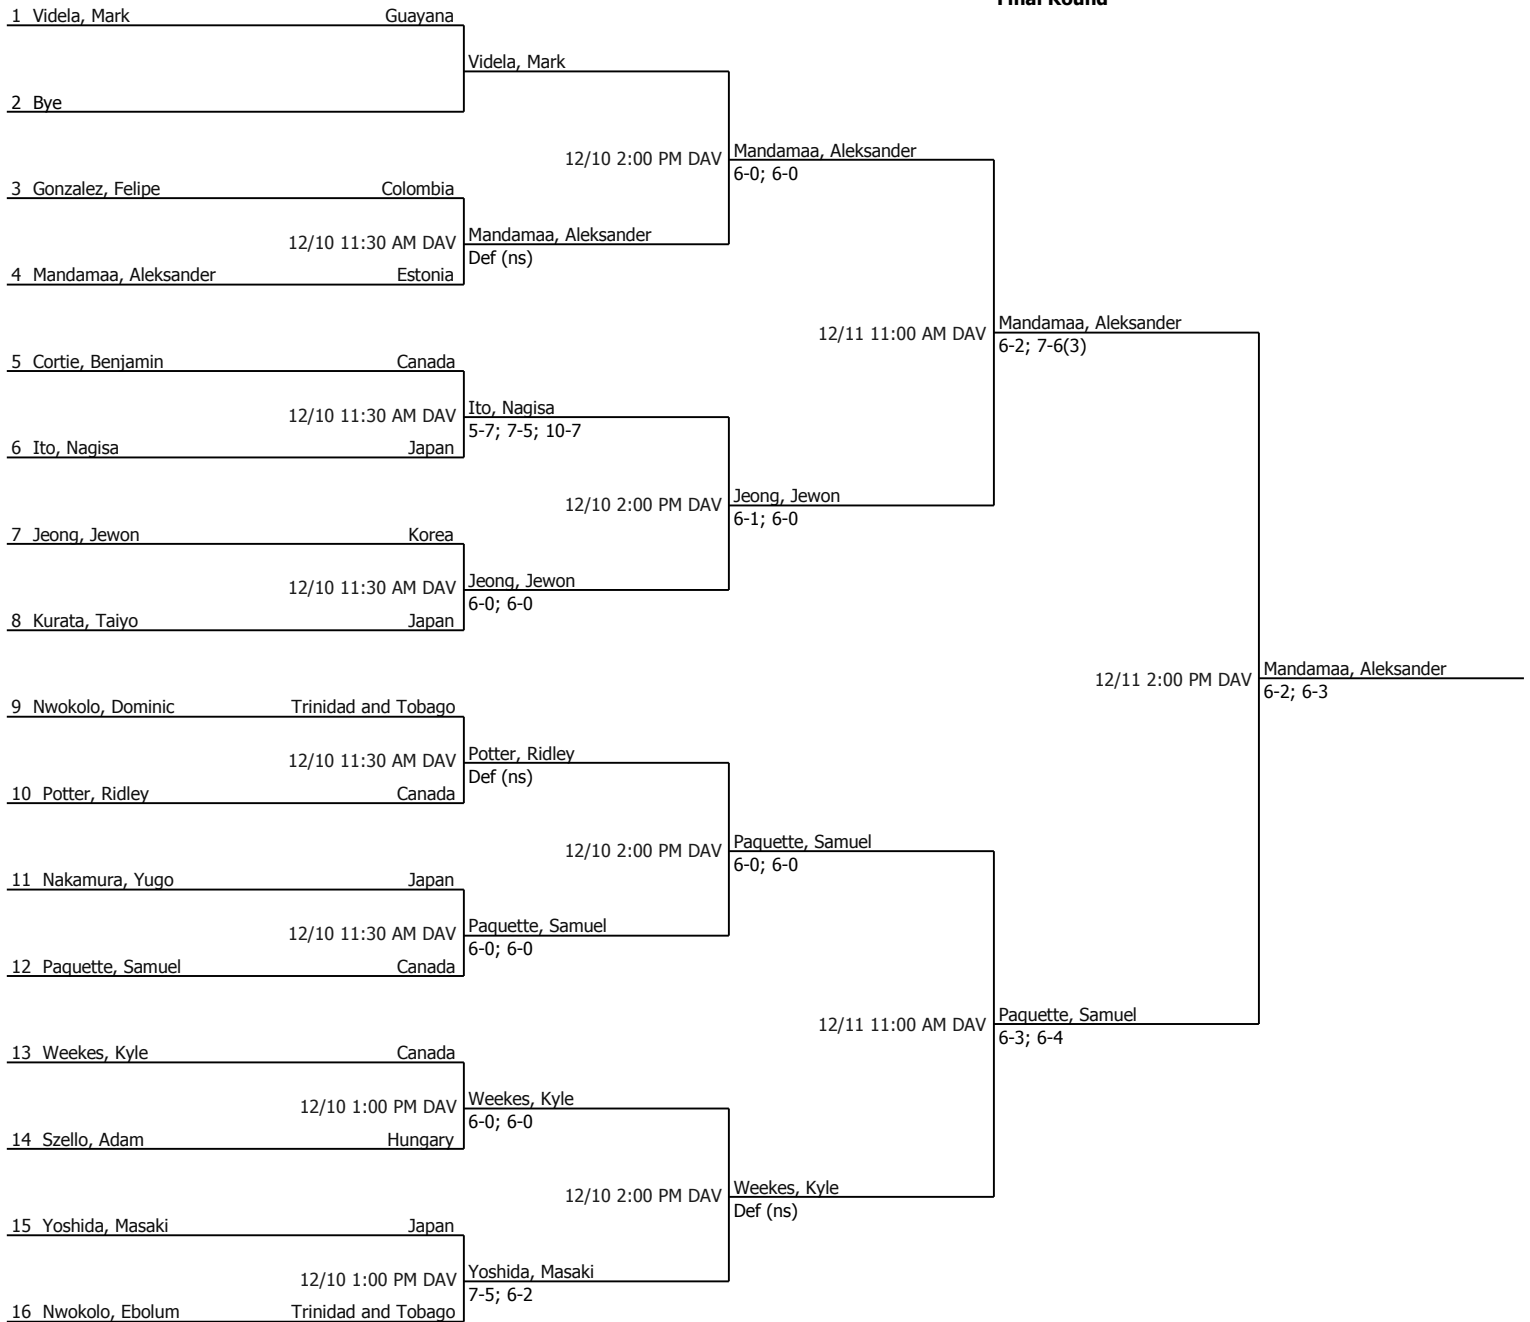 Final Round
1 Videla, Mark Guayana
Videla, Mark
2 Bye
12/10 2:00 PM DAV Mandamaa, Aleksander
6-0; 6-0
3 Gonzalez, Felipe Colombia
12/10 11:30 AM DAV Mandamaa, Aleksander
Def (ns)
4 Mandamaa, Aleksander Estonia
12/11 11:00 AM DAV Mandamaa, Aleksander
6-2; 7-6(3)
5 Cortie, Benjamin Canada
12/10 11:30 AM DAV Ito, Nagisa
5-7; 7-5; 10-7
6 Ito, Nagisa Japan
12/10 2:00 PM DAV Jeong, Jewon
6-1; 6-0
7 Jeong, Jewon Korea
12/10 11:30 AM DAV Jeong, Jewon
6-0; 6-0
8 Kurata, Taiyo Japan
12/11 2:00 PM DAV Mandamaa, Aleksander
6-2; 6-3
9 Nwokolo, Dominic Trinidad and Tobago
12/10 11:30 AM DAV Potter, Ridley
Def (ns)
10 Potter, Ridley Canada
12/10 2:00 PM DAV Paquette, Samuel
6-0; 6-0
11 Nakamura, Yugo Japan
12/10 11:30 AM DAV Paquette, Samuel
6-0; 6-0
12 Paquette, Samuel Canada
12/11 11:00 AM DAV Paquette, Samuel
6-3; 6-4
13 Weekes, Kyle Canada
12/10 1:00 PM DAV Weekes, Kyle
6-0; 6-0
14 Szello, Adam Hungary
12/10 2:00 PM DAV Weekes, Kyle
Def (ns)
15 Yoshida, Masaki Japan
12/10 1:00 PM DAV Yoshida, Masaki
7-5; 6-2
16 Nwokolo, Ebolum Trinidad and Tobago